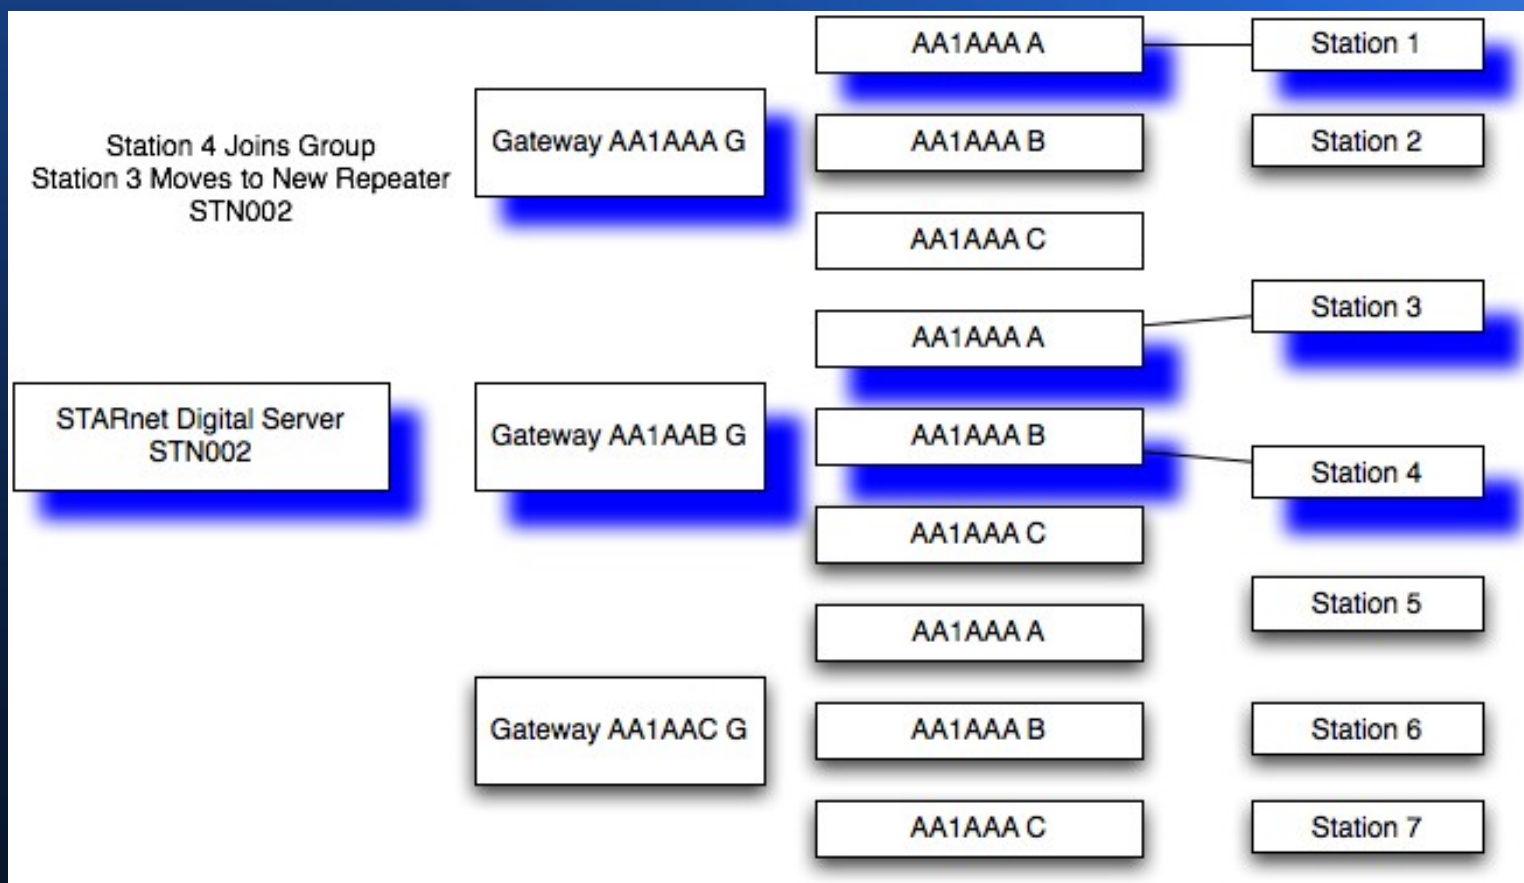 Station 4 Joins Group
Station 3 Moves to New Repeater
STN002
STARnet Digital Server
STN002
Gateway AA1AAA G
Gateway AA1AAB G
Gateway AA1AAC G
AA1AAA A
AA1AAA B
AA1AAA C
AA1AAA A
AA1AAA B
AA1AAA C
AA1AAA A
AA1AAA B
AA1AAA C
Station 1
Station 2
Station 3
Station 4
Station 5
Station 6
Station 7